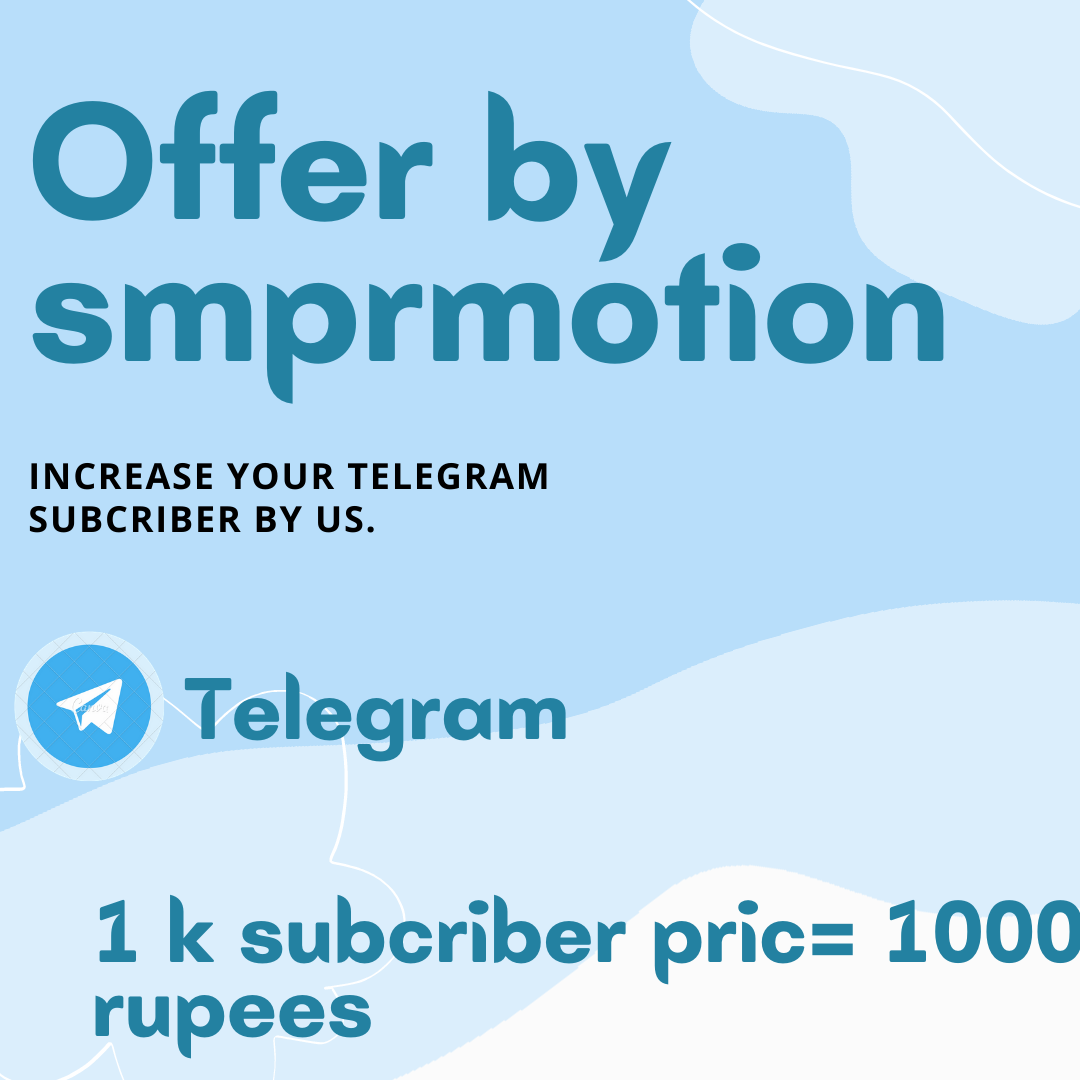 Offer by
smprmotion
INCREASE YOUR TELEGRAM
SUBCRIBER BY US.
Telegram
1 k subcriber pric= 1000
rupees